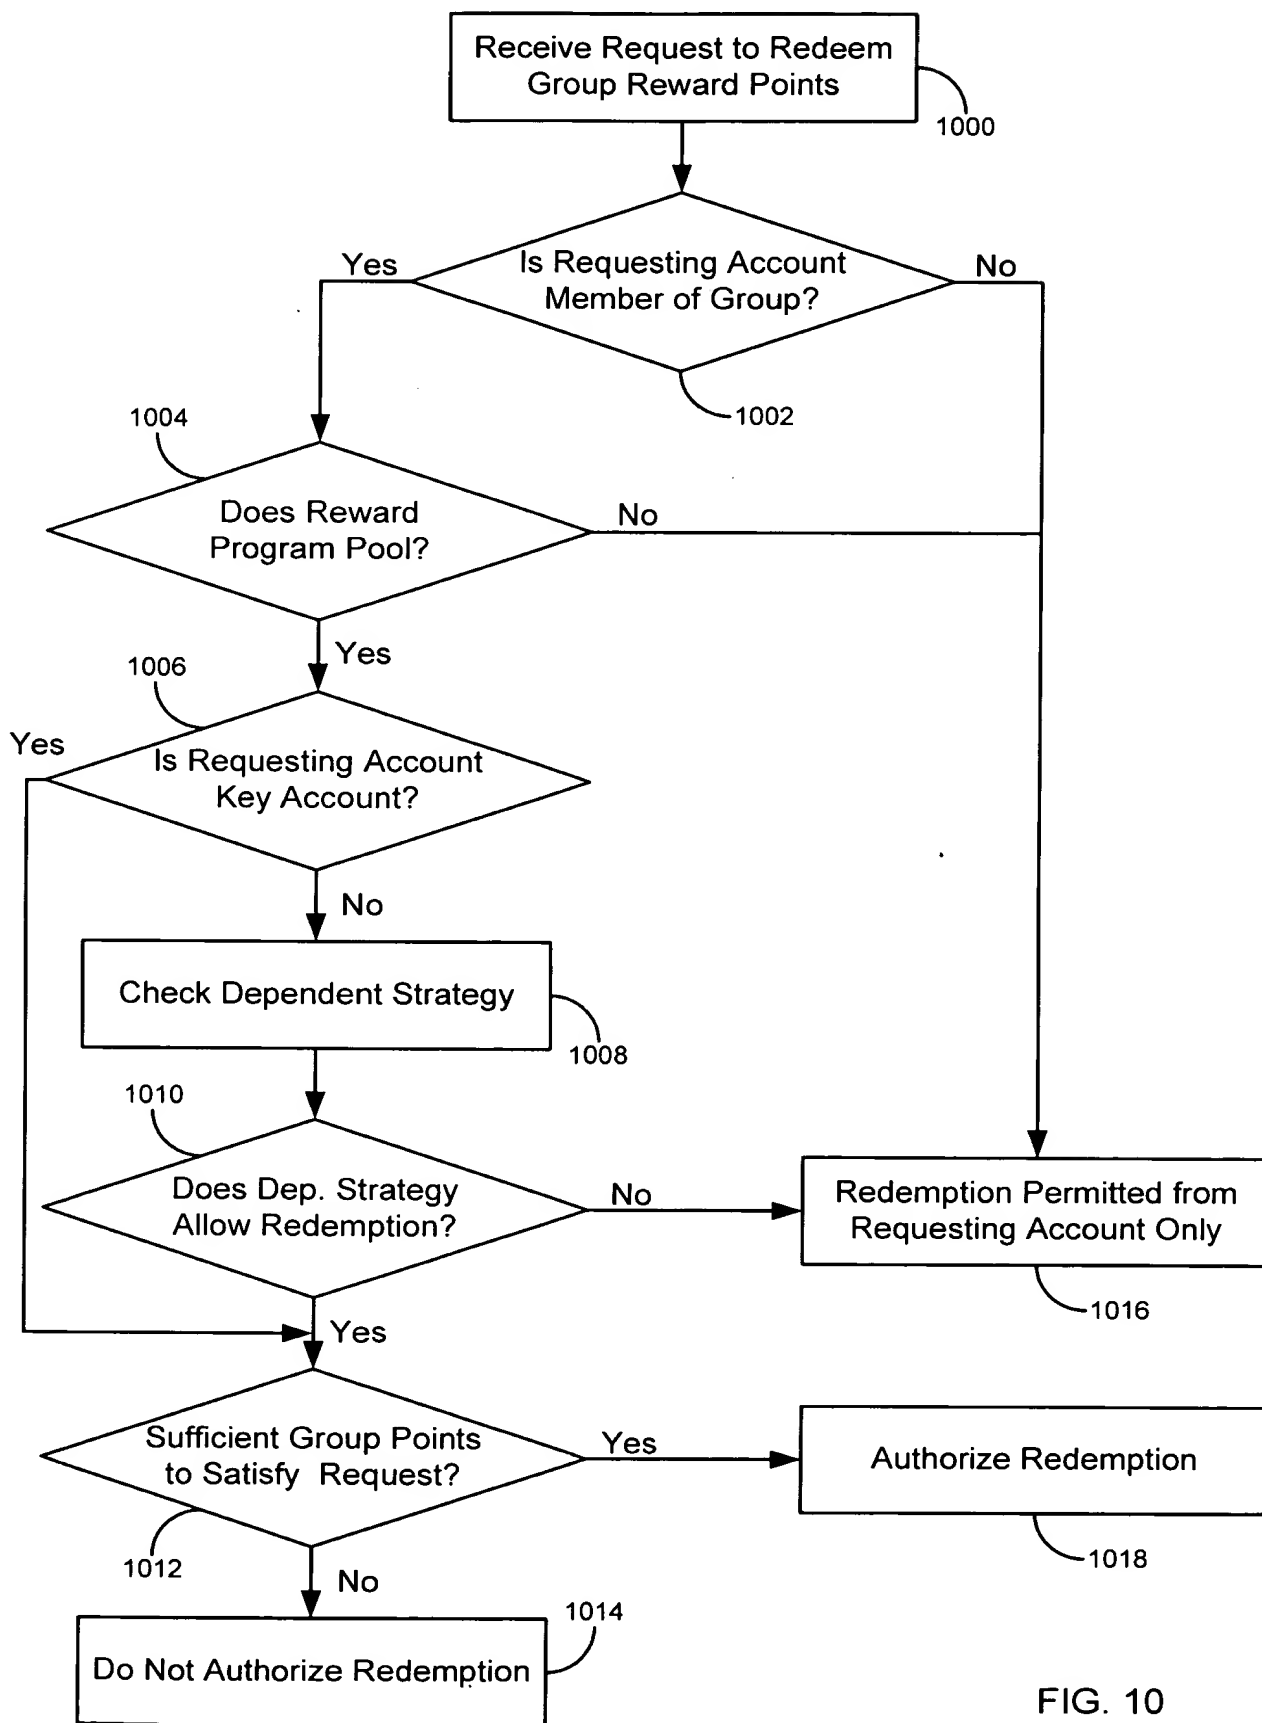 Receive Request to Redeem
Group Reward Points
1000
Is Requesting Account
Member of Group?
Yes
No
1002
1004
Does Reward
Program Pool?
No
Yes
1006
Yes
Is Requesting Account
Key Account?
No
Check Dependent Strategy
1008
1010
Does Dep. Strategy
Allow Redemption?
No
Redemption Permitted from
Requesting Account Only
1016
Yes
Sufficient Group Points
to Satisfy Request?
Yes
Authorize Redemption
1018
1012
No
1014
Do Not Authorize Redemption
FIG. 10